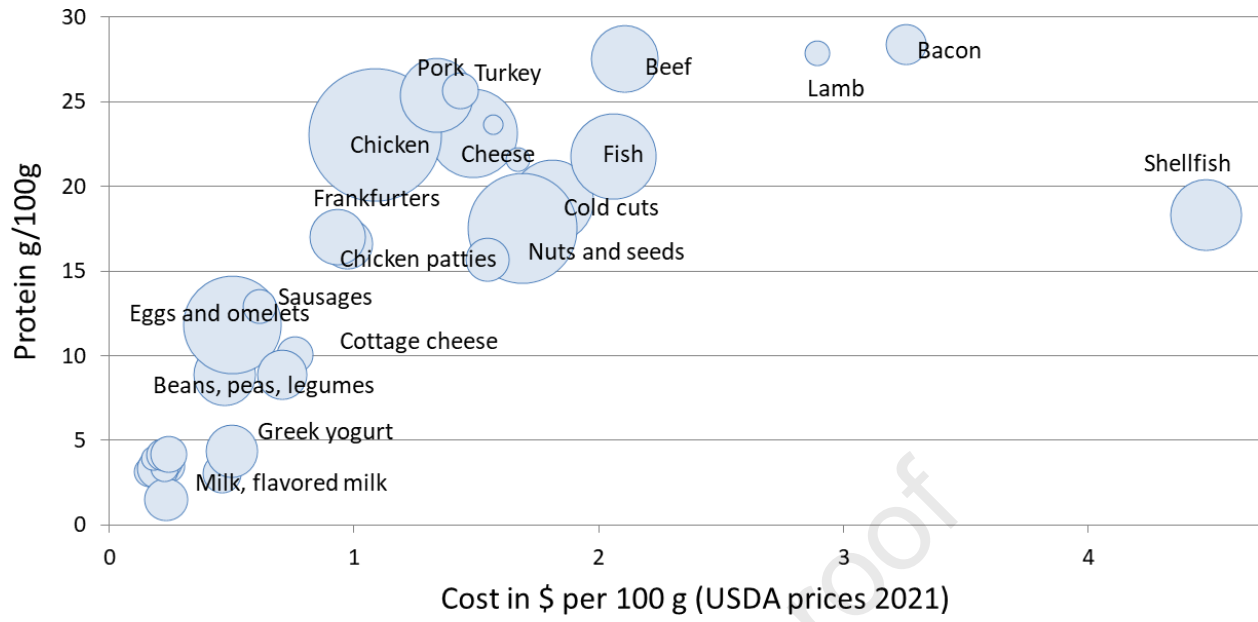 30
25
20
15
10
5
0
Protein g/100g
Pork
Turkey
Beef
Lamb
Bacon
Chicken
Cheese
Fish
Shellfish
Frankfurters
Cold cuts
Chicken patties
Nuts and seeds
Sausages
Eggs and omelets
Cottage cheese
Beans, peas, legumes
Greek yogurt
Milk, flavored milk
0 1 2 3 4
Cost in $ per 100 g (USDA prices 2021)
roof